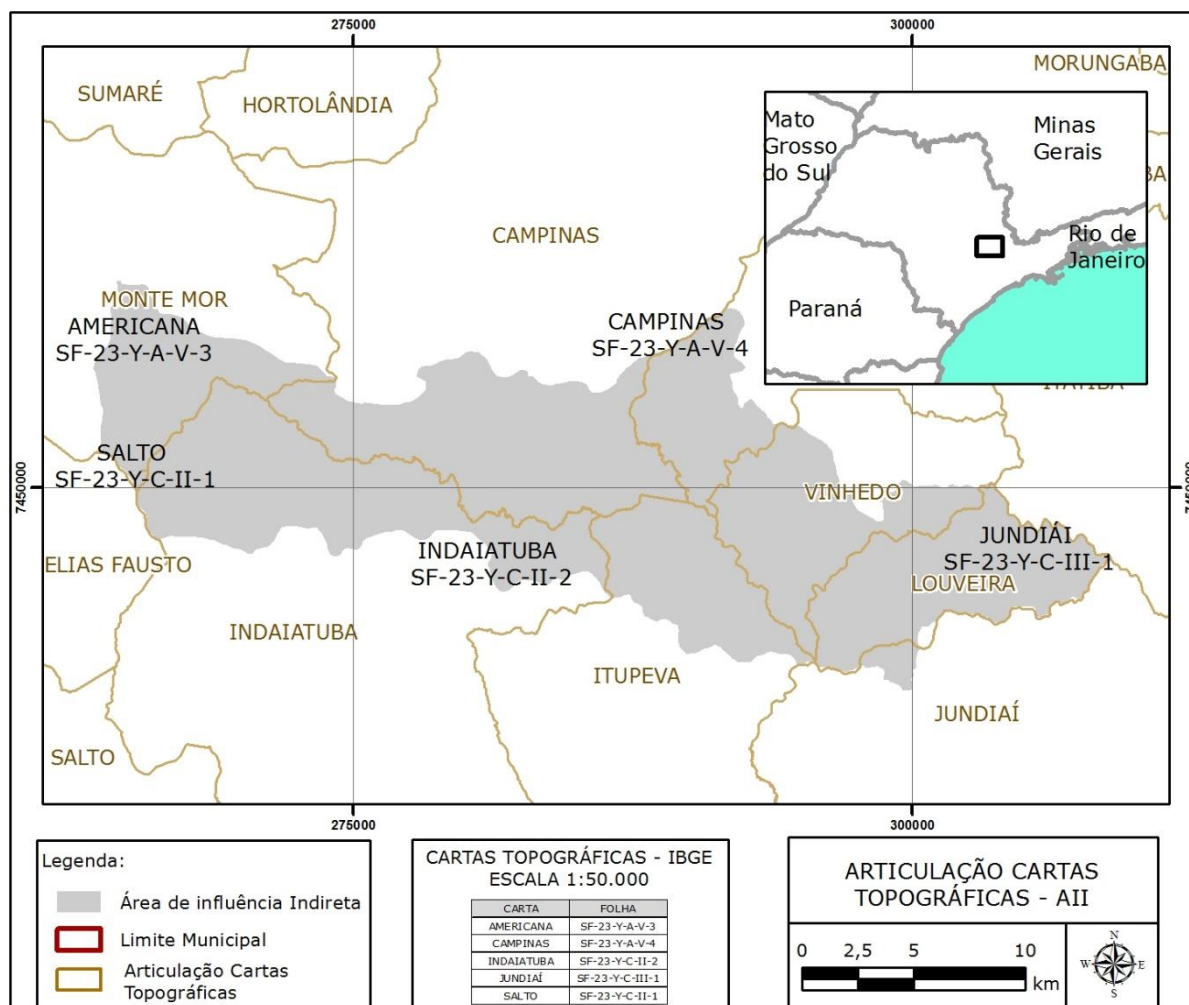 275000
300000
SUMARÉ
HORTOLÂNDIA
MORUNGABA
Mato
Grosso
do Sul
Minas
Gerais
BA
Rio de
Janeiro
Paraná
CAMPINAS
MONTE MOR
AMERICANA
SF-23-Y-A-V-3
CAMPINAS
SF-23-Y-A-V-4
ITATIBA
SALTO
SF-23-Y-C-II-1
7450000
7450000
VINHEDO
INDAIATUBA
SF-23-Y-C-II-2
JUNDIÁI
SF-23-Y-C-III-1
LOUVEIRA
ELIAS FAUSTO
INDAIATUBA
ITUPEVA
JUNDIAÍ
SALTO
275000
300000
Legenda:
Área de influência Indireta
Limite Municipal
Articulação Cartas
Topográficas
CARTAS TOPOGRÁFICAS - IBGE
ESCALA 1:50.000
CARTA FOLHA
AMERICANA SF-23-Y-A-V-3
CAMPINAS SF-23-Y-A-V-4
INDAIATUBA SF-23-Y-C-II-2
JUNDIAÍ SF-23-Y-C-III-1
SALTO SF-23-Y-C-II-1
ARTICULAÇÃO CARTAS
TOPOGRÁFICAS - AII
0 2,5 5 10
km
N
W E
S